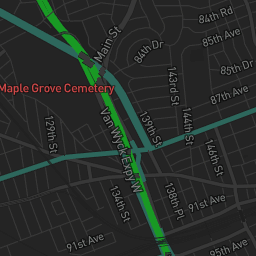 84th Rd
Main St
84th Dr
85th Ave
85th Dr
Maple Grove Cemetery
143rd St
87th Ave
144th St
139th St
129th St
Van Wyck Expy W
146th St
134th St
138th Pl
91st Ave
91st Ave
95th Ave